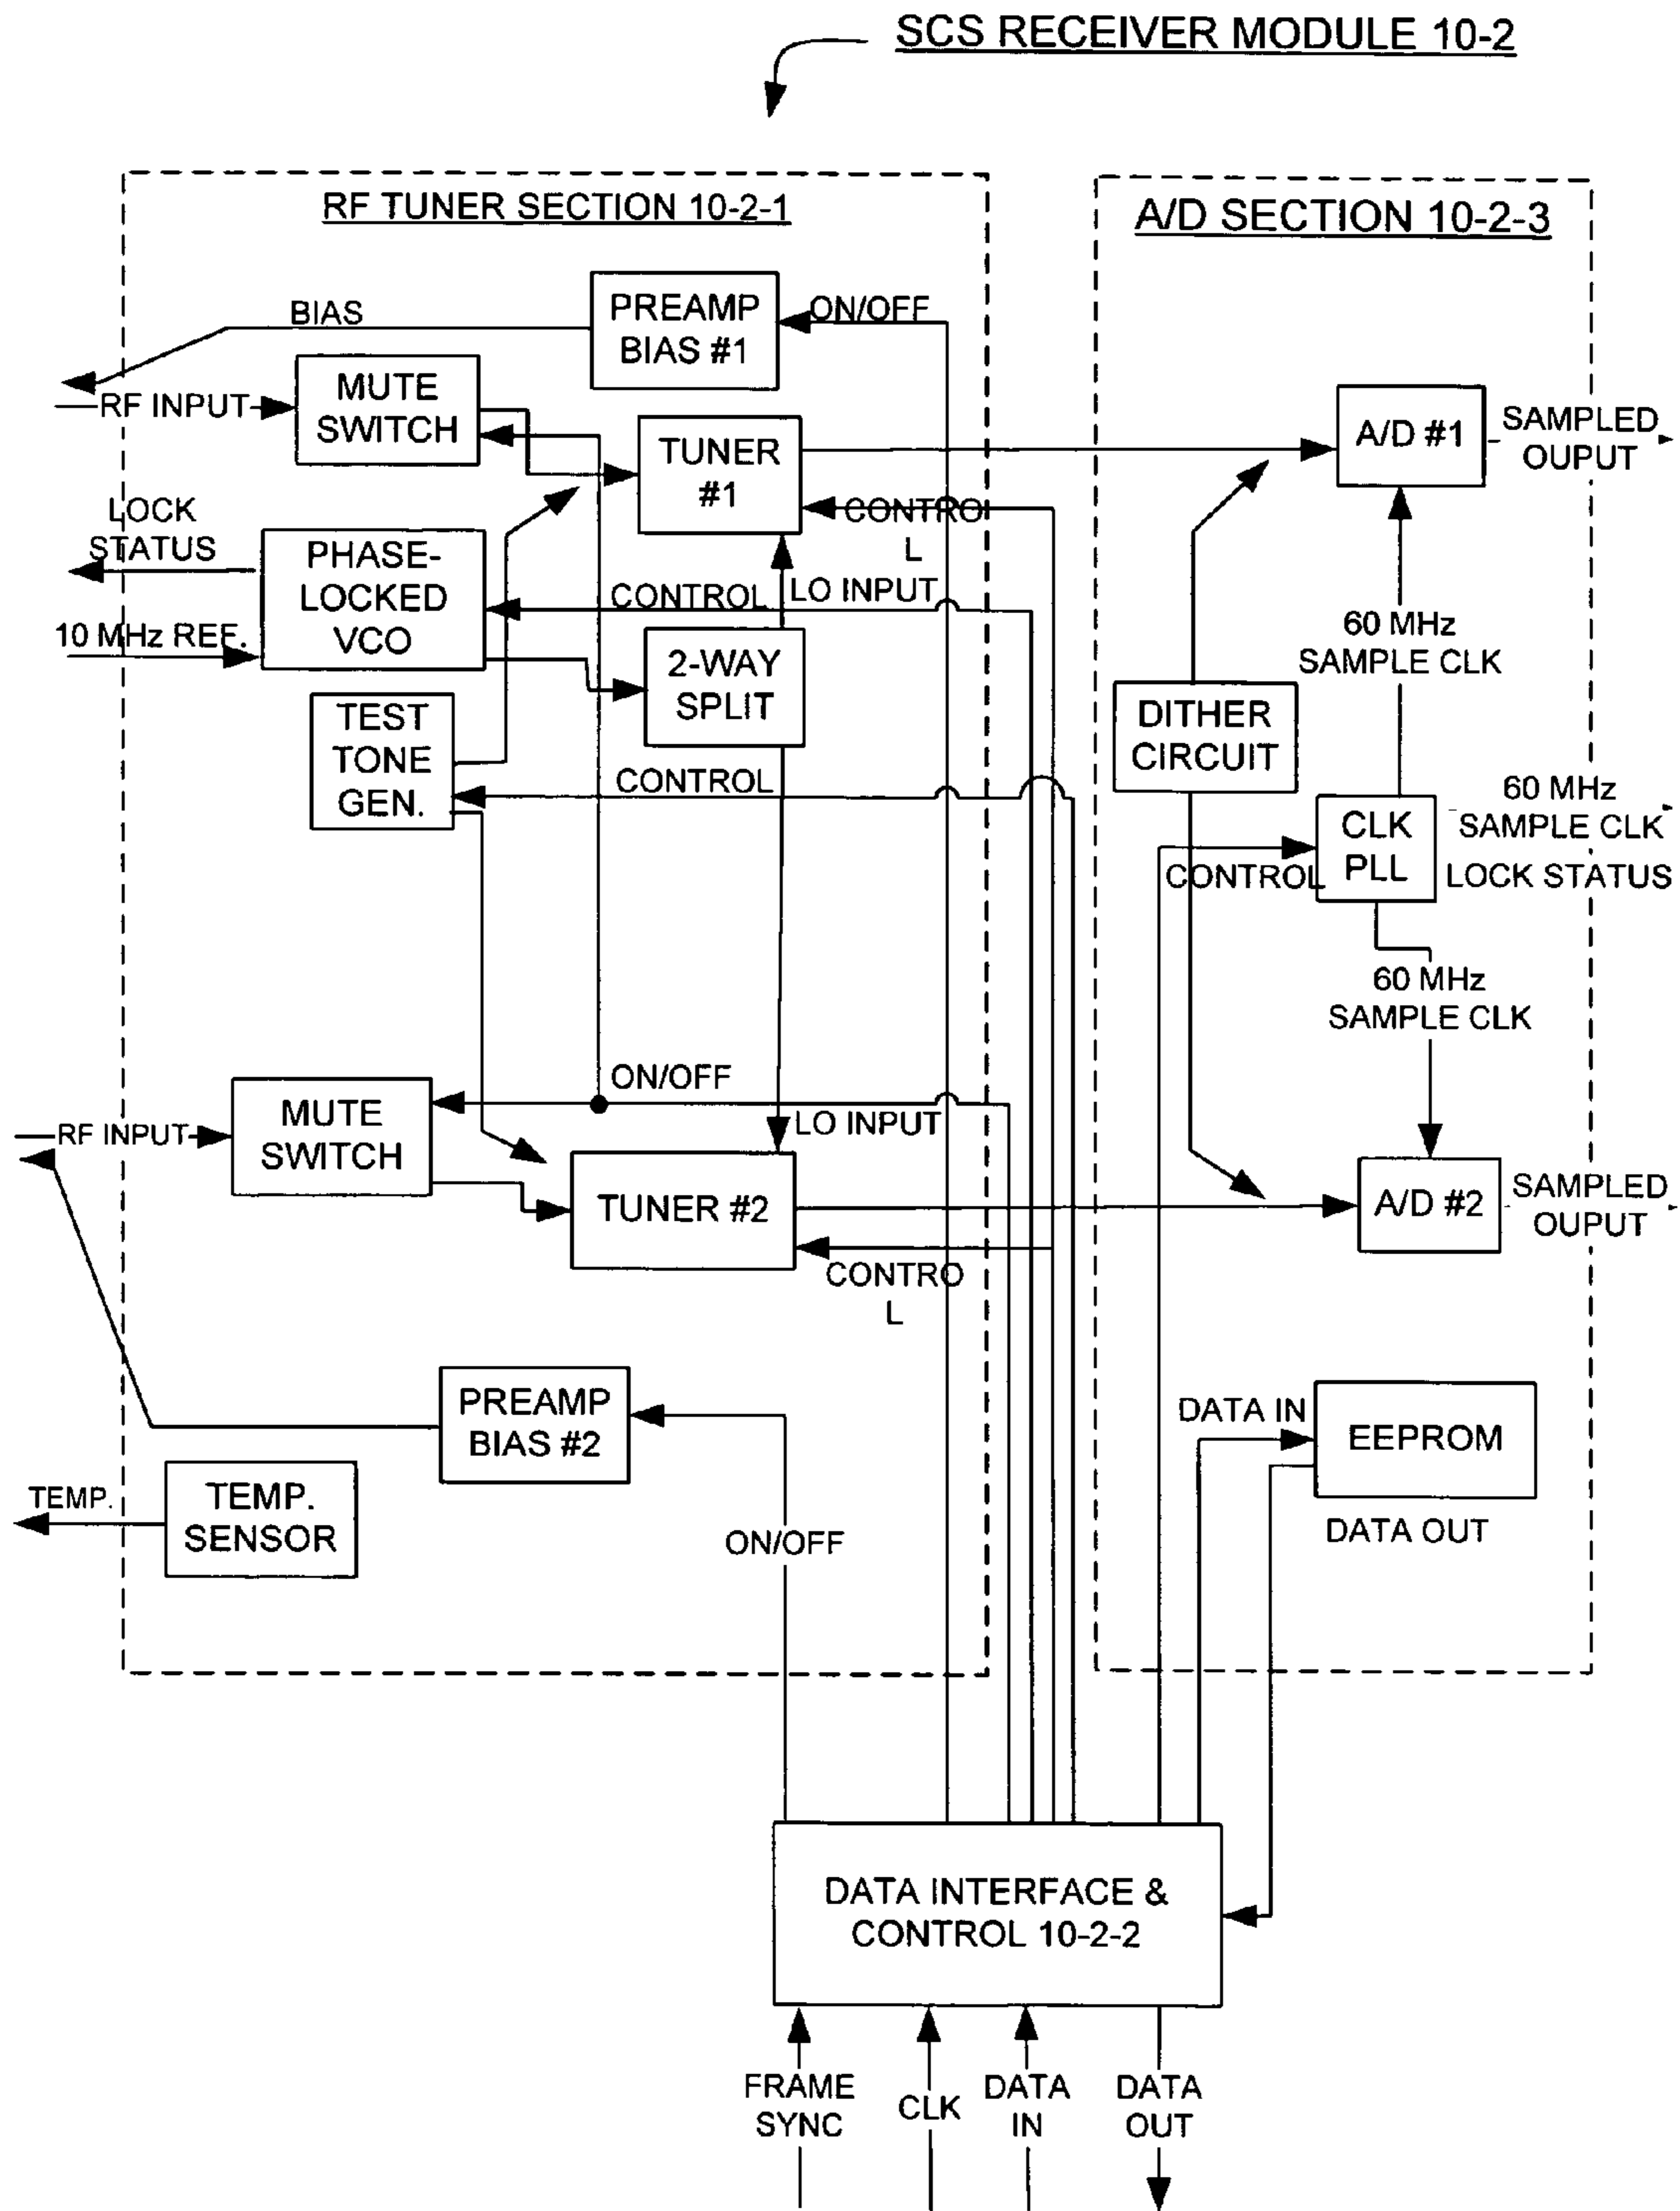 SCS RECEIVER MODULE 10-2
RF TUNER SECTION 10-2-1
A/D SECTION 10-2-3
BIAS
PREAMP
BIAS #1
ON/OFF
RF INPUT
MUTE
SWITCH
TUNER
#1
A/D #1
SAMPLED
OUPUT
CONTRO
L
LOCK
STATUS
PHASE-
LOCKED
VCO
10 MHz REF.
CONTROL
LO INPUT
2-WAY
SPLIT
60 MHz
SAMPLE CLK
DITHER
CIRCUIT
TEST
TONE
GEN.
CONTROL
CLK
PLL
60 MHz
SAMPLE CLK
LOCK STATUS
CONTROL
60 MHz
SAMPLE CLK
ON/OFF
LO INPUT
RF INPUT
MUTE
SWITCH
TUNER #2
A/D #2
SAMPLED
OUPUT
CONTRO
L
PREAMP
BIAS #2
DATA IN
EEPROM
DATA OUT
TEMP.
TEMP.
SENSOR
ON/OFF
DATA INTERFACE &
CONTROL 10-2-2
FRAME
SYNC
CLK
DATA
IN
DATA
OUT